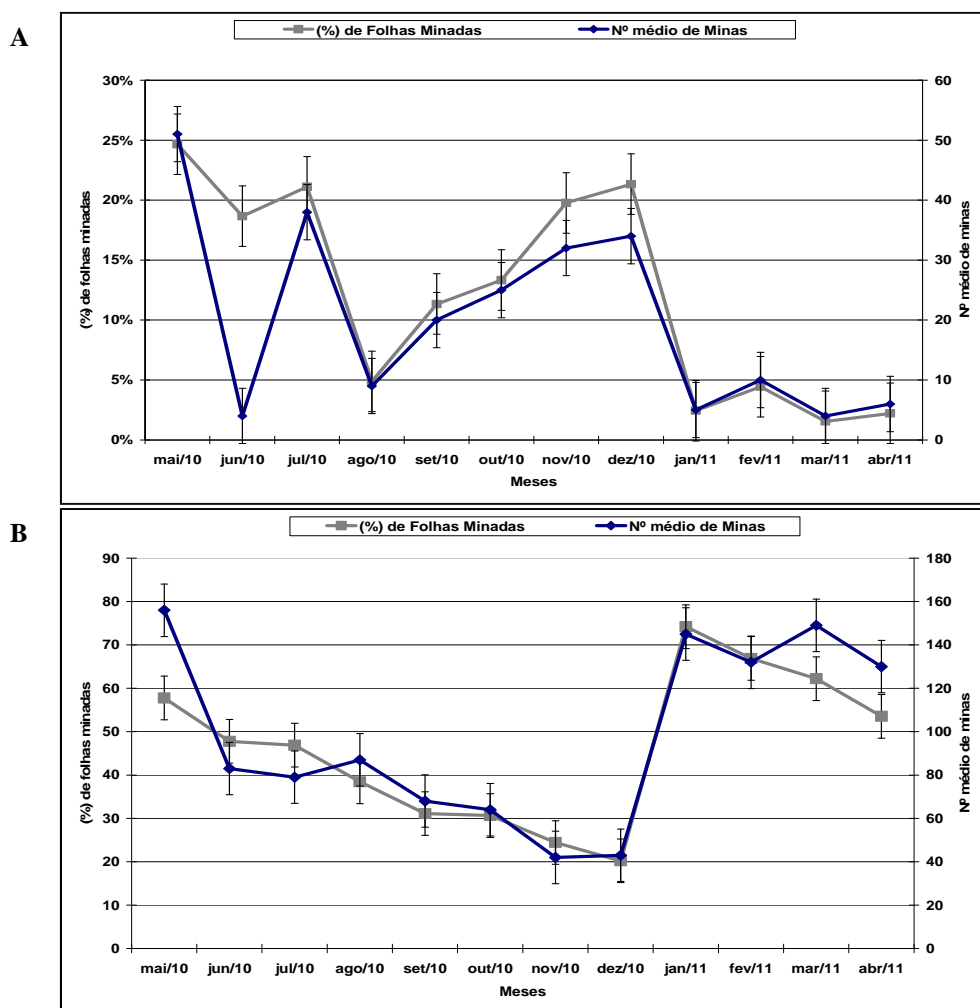 A
(%) de Folhas Minadas Nº médio de Minas
30% 60
25% 50
20% 40
15% 30
10% 20
5% 10
0% 0
(%) de folhas minadas
Nº médio de minas
mai/10 jun/10 jul/10 ago/10 set/10 out/10 nov/10 dez/10 jan/11 fev/11 mar/11 abr/11
Meses
B
(%) de Folhas Minadas Nº médio de Minas
90 180
80 160
70 140
60 120
50 100
40 80
30 60
20 40
10 20
0 0
(%) de folhas minadas
Nº médio de minas
mai/10 jun/10 jul/10 ago/10 set/10 out/10 nov/10 dez/10 jan/11 fev/11 mar/11 abr/11
Meses